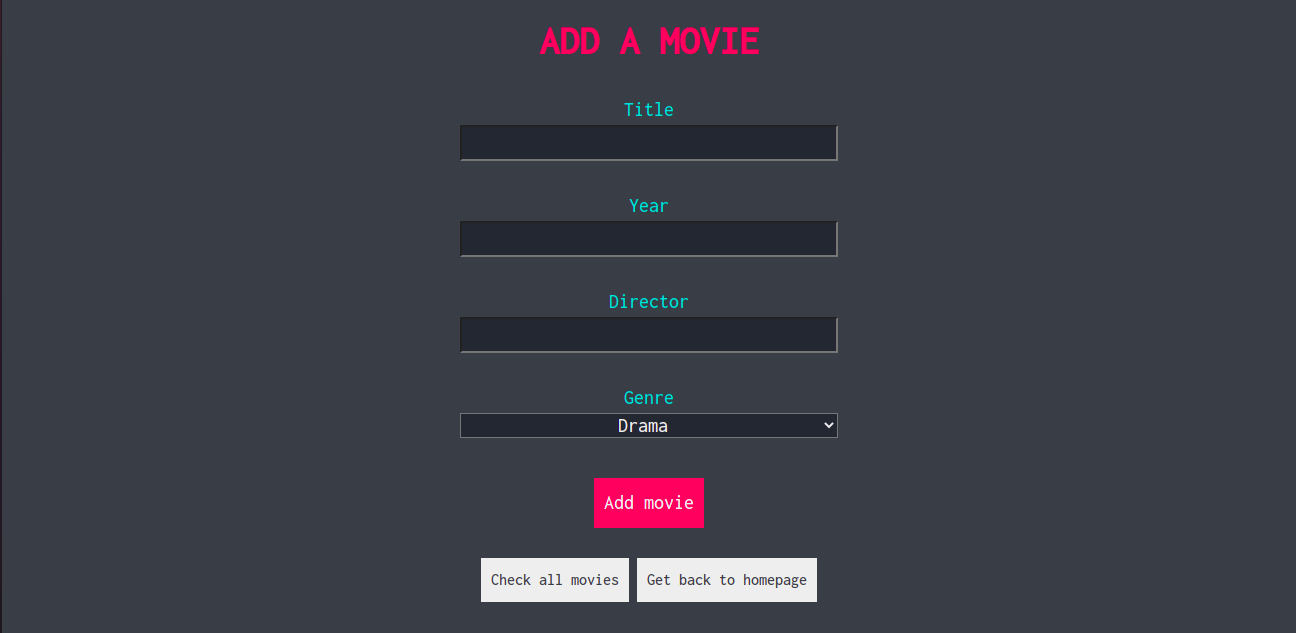 ADD A MOVIE
Title
Year
Director
Genre
Drama
Add movie
Check all movies
Get back to homepage